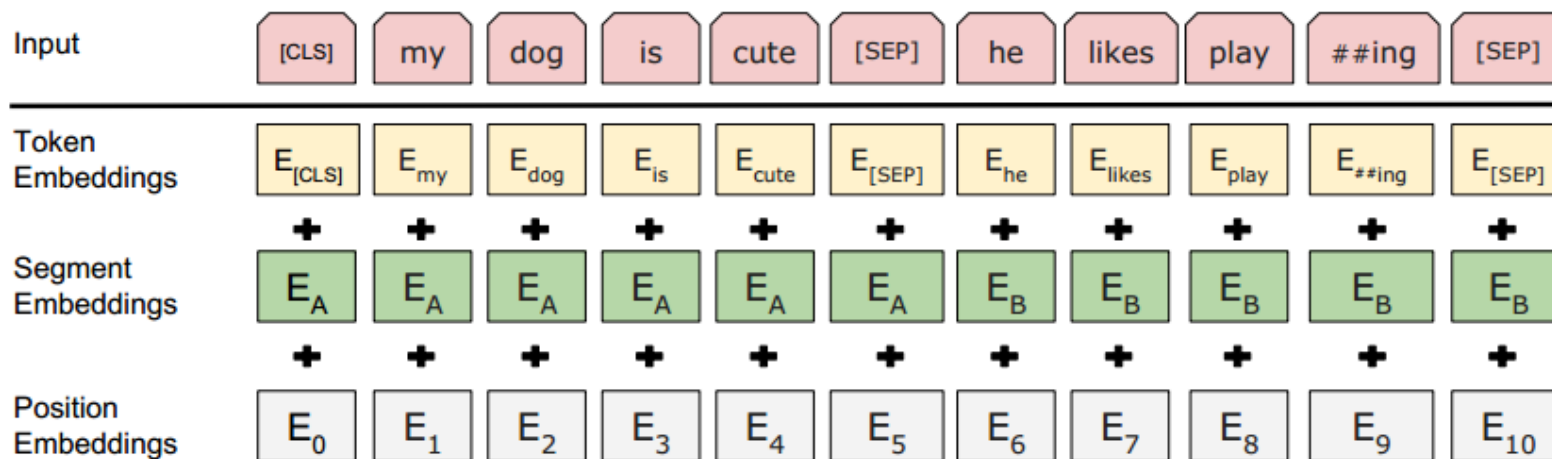 Input [CLS] my dog is cute [SEP] he likes play ##ing [SEP]
Token Embeddings E[CLS] Emy Edog Eis Ecute E[SEP] Ehe Elikes Eplay E##ing E[SEP]
+ + + + + + + + + + +
Segment Embeddings EA EA EA EA EA EA EB EB EB EB EB
+ + + + + + + + + + +
Position Embeddings E0 E1 E2 E3 E4 E5 E6 E7 E8 E9 E10